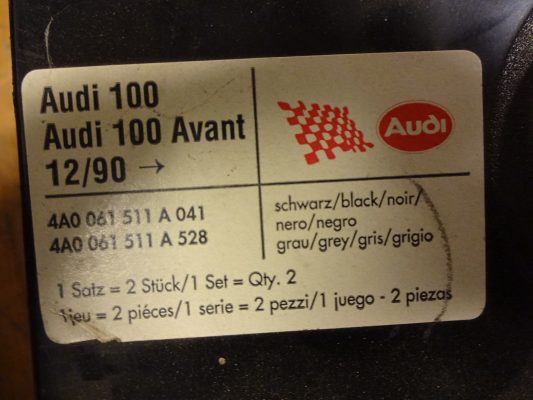 Audi 100
Audi 100 Avant
12/90 →
Audi
4A0 061 511 A 041
4A0 061 511 A 528
schwarz/black/noir/
nero/negro
grau/grey/gris/grigio
1 Satz = 2 Stück/1 Set = Qty. 2
1jeu = 2 piéces/1 serie = 2 pezzi/1 juego - 2 piezas